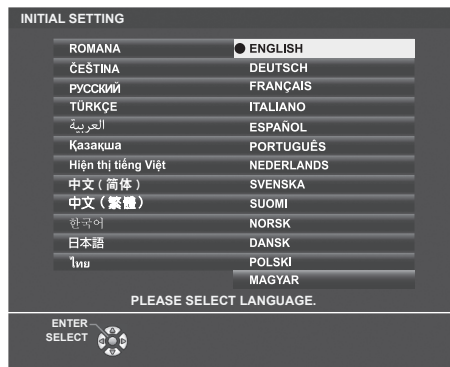 INITIAL SETTING
ROMANA
ČEŠTINA
РУССКИЙ
TÜRKÇE
العربية
Қазақша
Hiện thị tiếng Việt
中文 ( 简体 )
中文（繁體）
한국어
日本語
ไทย
ENGLISH
DEUTSCH
FRANÇAIS
ITALIANO
ESPAÑOL
PORTUGUÊS
NEDERLANDS
SVENSKA
SUOMI
NORSK
DANSK
POLSKI
MAGYAR
PLEASE SELECT LANGUAGE.
ENTER
SELECT